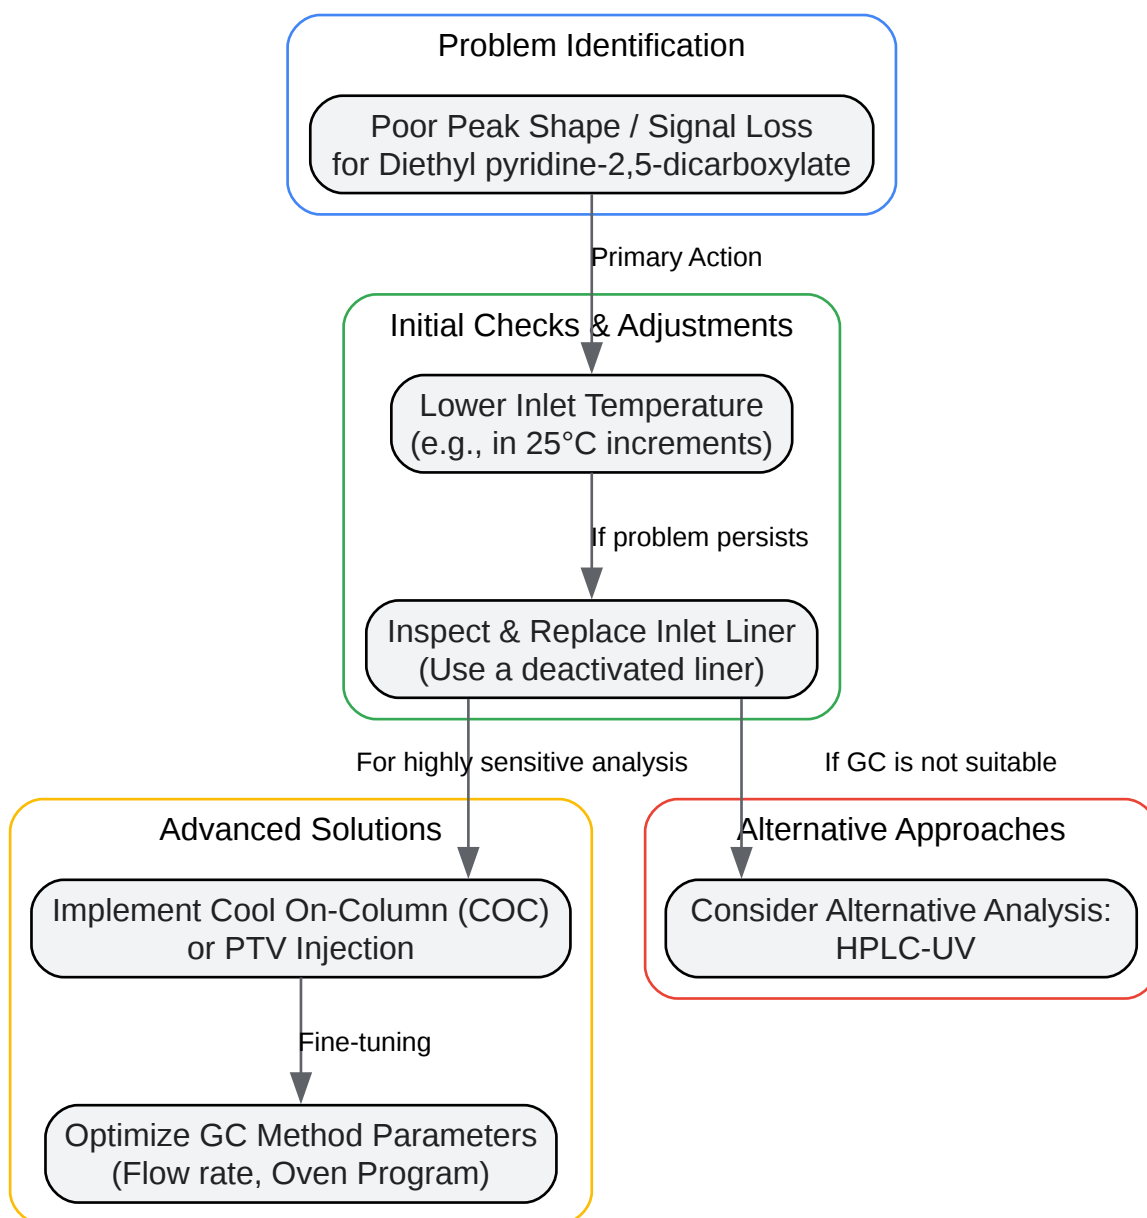 Problem Identification
Poor Peak Shape / Signal Loss
for Diethyl pyridine-2,5-dicarboxylate
Primary Action
Initial Checks & Adjustments
Lower Inlet Temperature
(e.g., in 25°C increments)
If problem persists
Inspect & Replace Inlet Liner
(Use a deactivated liner)
For highly sensitive analysis
If GC is not suitable
Advanced Solutions
Alternative Approaches
Implement Cool On-Column (COC)
or PTV Injection
Consider Alternative Analysis:
HPLC-UV
Fine-tuning
Optimize GC Method Parameters
(Flow rate, Oven Program)